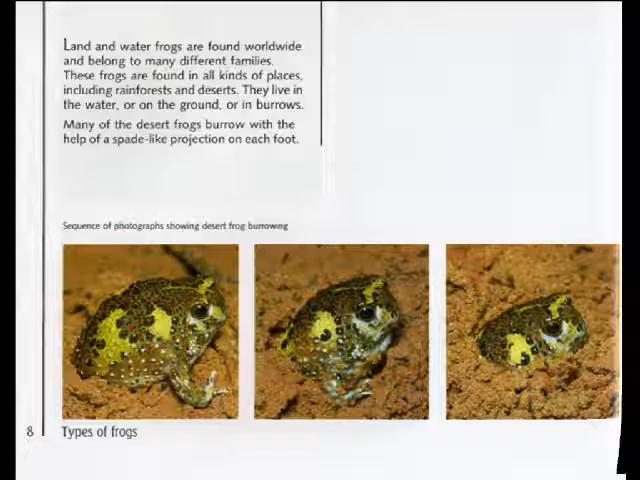 Land and water frogs are found worldwide
and belong to many different families.
These frogs are found in all kinds of places,
including rainforests and deserts. They live in
the water, or on the ground, or in burrows.
Many of the desert frogs burrow with the
help of a spade-like projection on each foot.
Sequence of photographs showing desert frog burrowing
8 Types of frogs